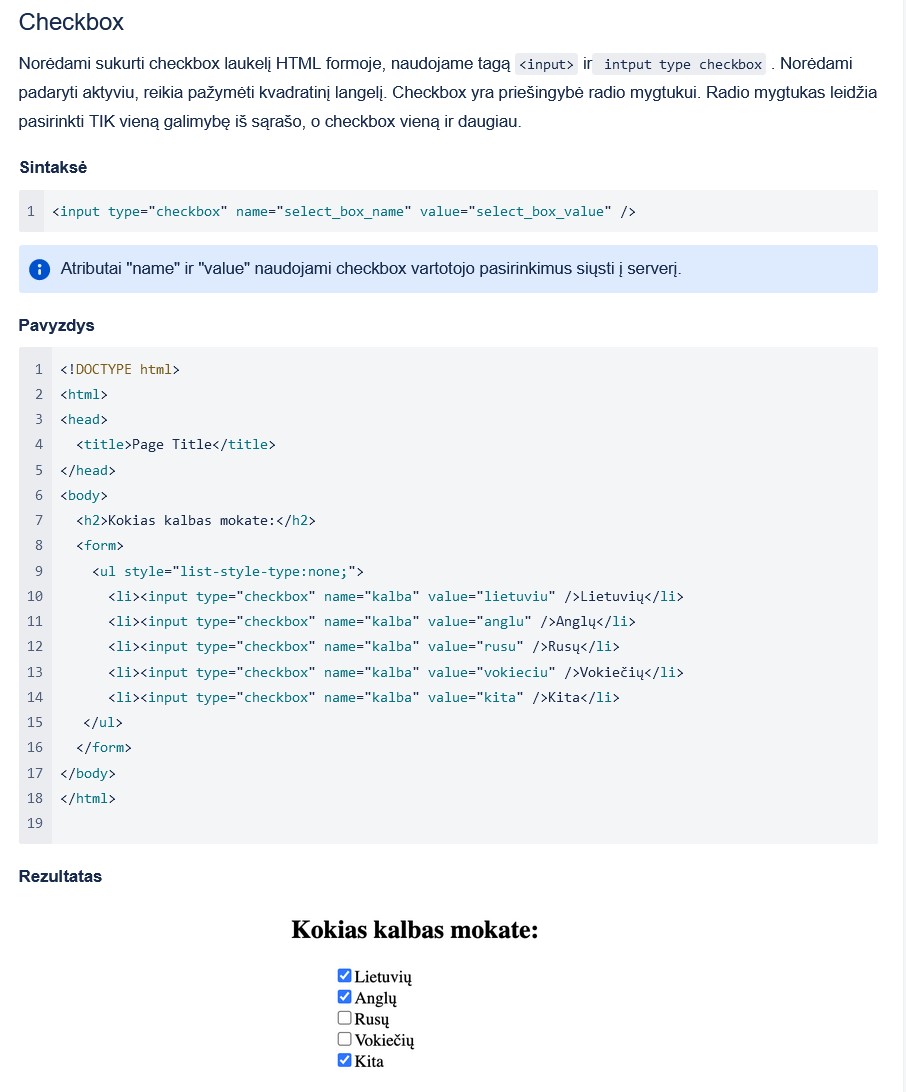 Checkbox
Norėdami sukurti checkbox laukelį HTML formoje, naudojame tagą <input> ir intput type checkbox . Norėdami
padaryti aktyviu, reikia pažymėti kvadratinį langelį. Checkbox yra priešingybė radio mygtukui. Radio mygtukas leidžia
pasirinkti TIK vieną galimybę iš sąrašo, o checkbox vieną ir daugiau.
Sintaksė
1 <input type="checkbox" name="select_box_name" value="select_box_value" />
Atributai "name" ir "value" naudojami checkbox vartotojo pasirinkimus siųsti į serverį.
Pavyzdys
1 <!DOCTYPE html>
2 <html>
3 <head>
4   <title>Page Title</title>
5 </head>
6 <body>
7   <h2>Kokias kalbas mokate:</h2>
8   <form>
9     <ul style="list-style-type:none;">
10       <li><input type="checkbox" name="kalba" value="lietuviu" />Lietuvių</li>
11       <li><input type="checkbox" name="kalba" value="anglu" />Anglų</li>
12       <li><input type="checkbox" name="kalba" value="rusu" />Rusų</li>
13       <li><input type="checkbox" name="kalba" value="vokieciu" />Vokiečių</li>
14       <li><input type="checkbox" name="kalba" value="kita" />Kita</li>
15    </ul>
16   </form>
17 </body>
18 </html>
19
Rezultatas
Kokias kalbas mokate:
Lietuvių
Anglų
Rusų
Vokiečių
Kita